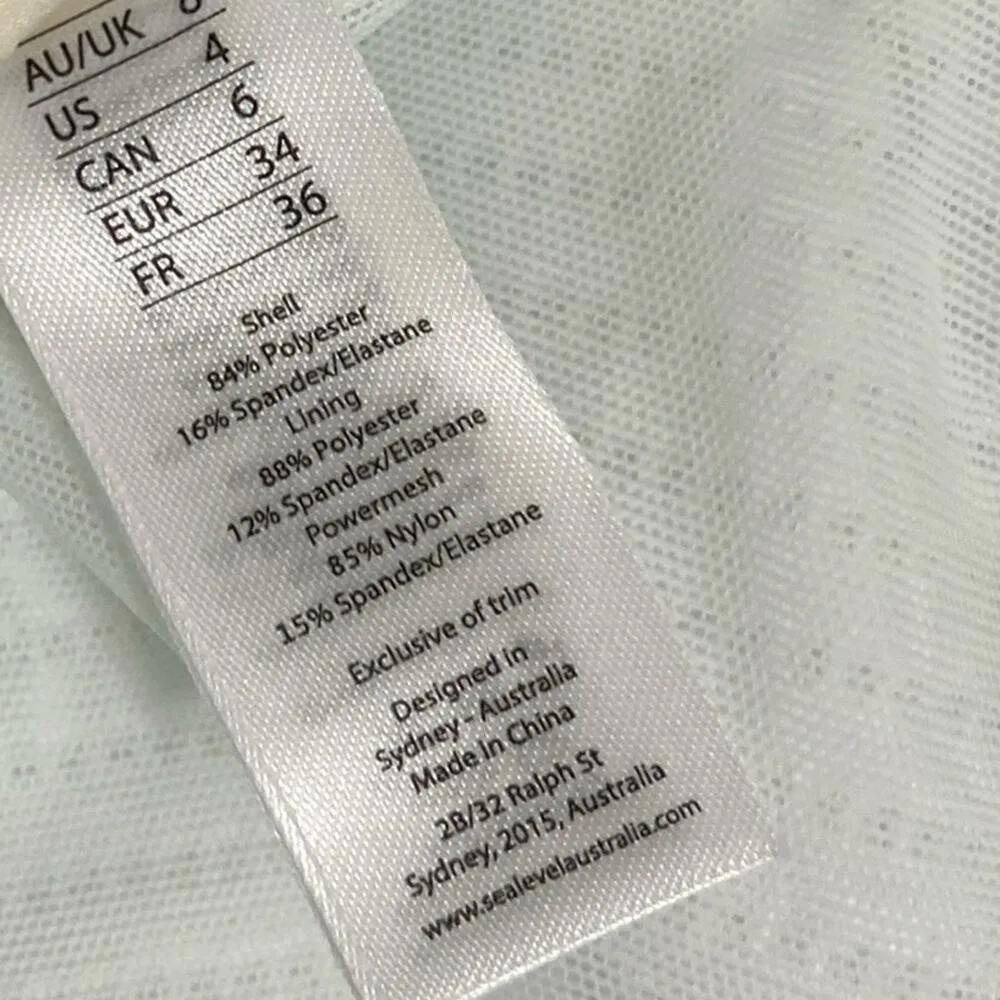 AU/UK
US 4
CAN 6
EUR 34
FR 36
Shell
84% Polyester
16% Spandex/Elastane
Lining
88% Polyester
12% Spandex/Elastane
Powermesh
85% Nylon
15% Spandex/Elastane
Exclusive of trim
Designed in
Sydney - Australia
Made in China
2B/32 Ralph St
Sydney, 2015, Australia
www.sealevelaustralia.com